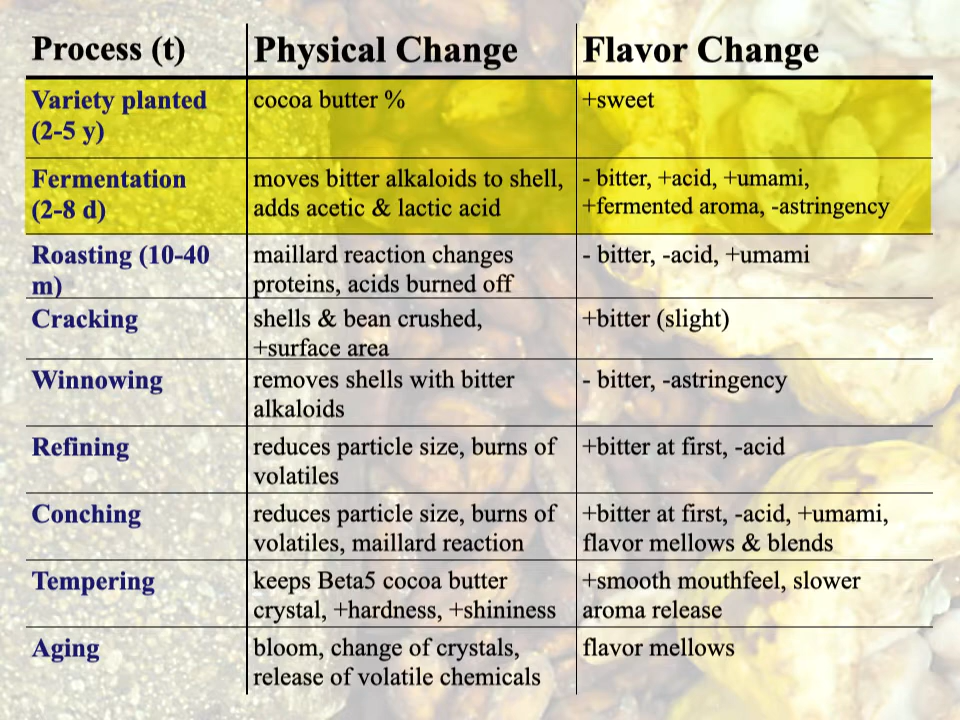 Process (t) Physical Change Flavor Change
Variety planted cocoa butter % +sweet
(2-5 y)
Fermentation moves bitter alkaloids to shell, - bitter, +acid, +umami,
(2-8 d) adds acetic & lactic acid +fermented aroma, -astringency
Roasting (10-40 maillard reaction changes - bitter, -acid, +umami
m) proteins, acids burned off
Cracking shells & bean crushed, +bitter (slight)
+surface area
Winnowing removes shells with bitter - bitter, -astringency
alkaloids
Refining reduces particle size, burns of +bitter at first, -acid
volatiles
Conching reduces particle size, burns of +bitter at first, -acid, +umami,
volatiles, maillard reaction flavor mellows & blends
Tempering keeps Beta5 cocoa butter +smooth mouthfeel, slower
crystal, +hardness, +shininess aroma release
Aging bloom, change of crystals, flavor mellows
release of volatile chemicals